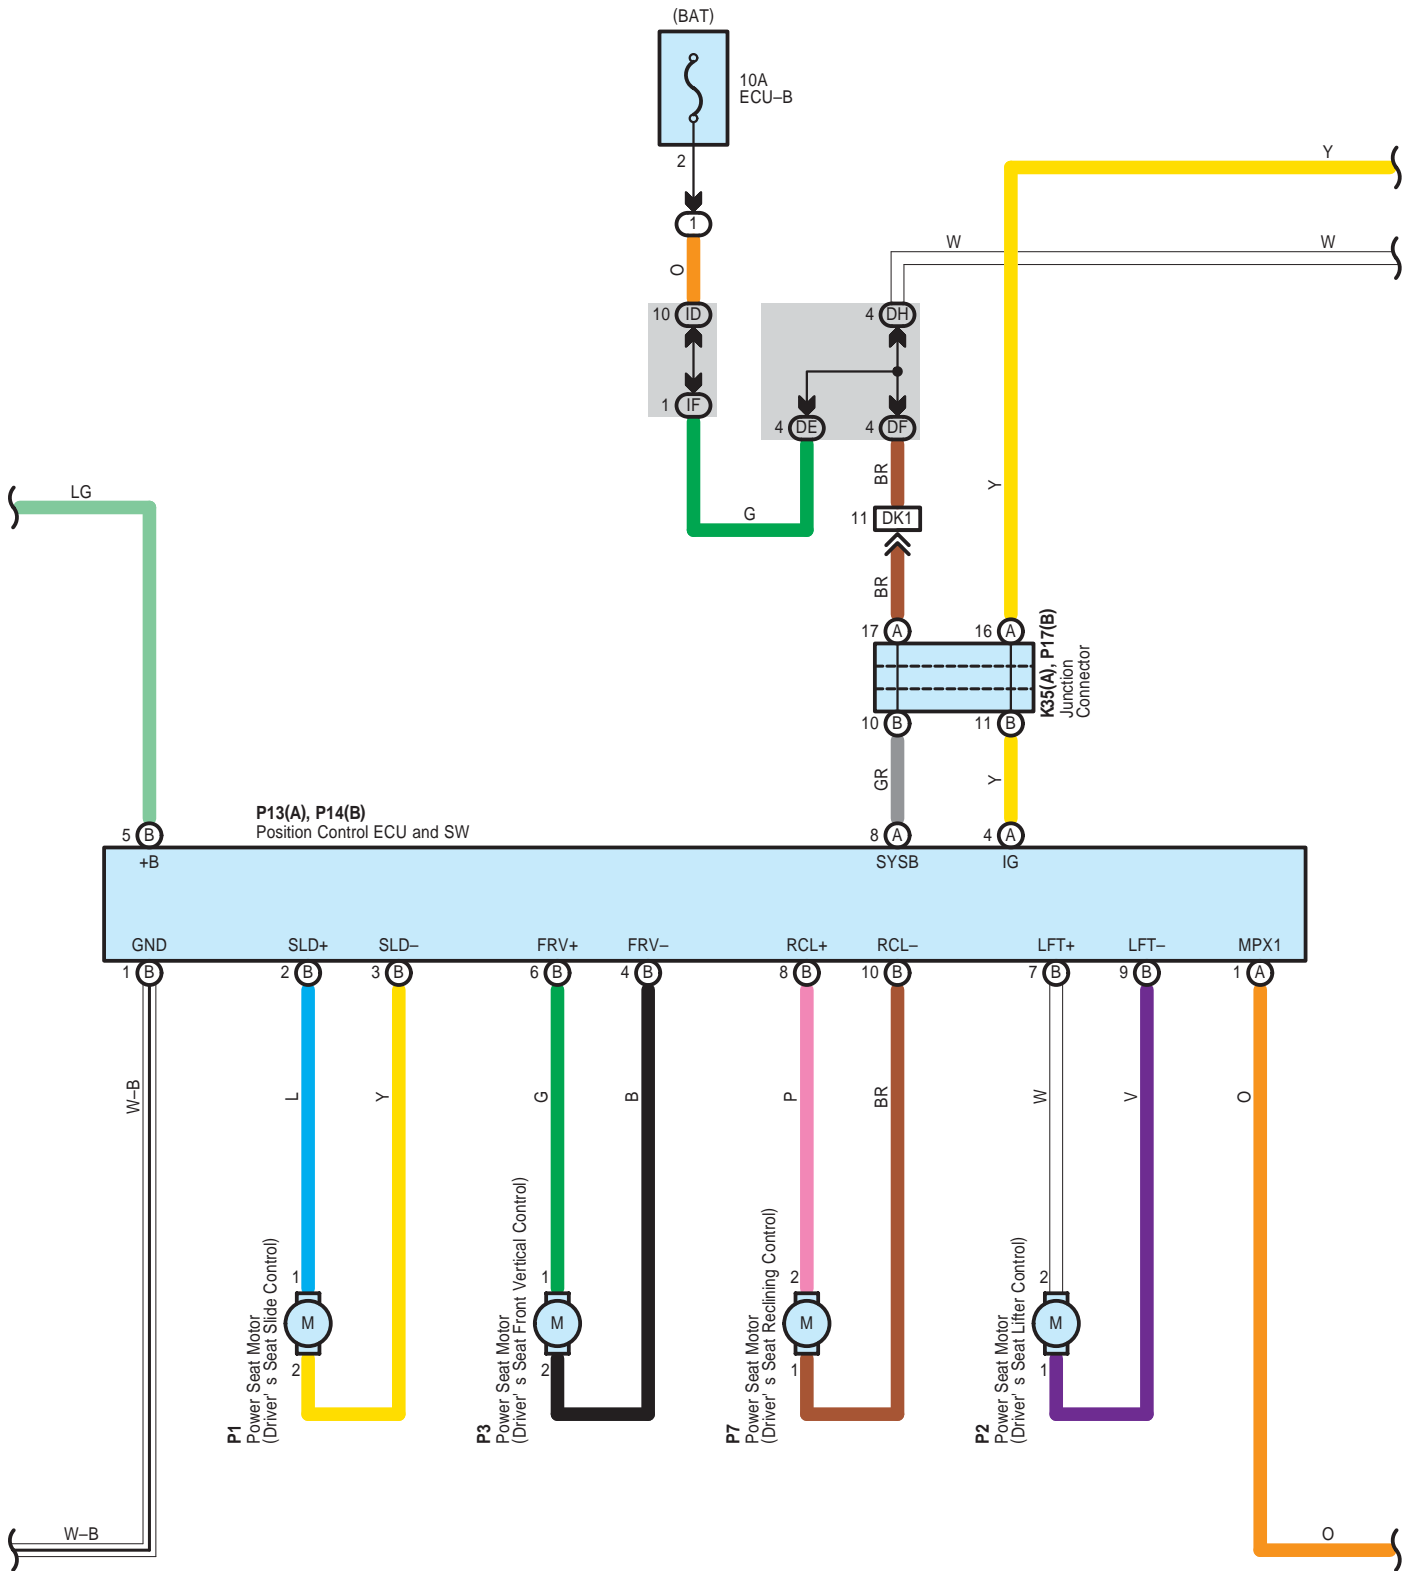 (BAT)
10A
ECU–B
2
1
O
10 ID
1 IF
G
4 DE
4 DH
4 DF
W
W
Y
BR
11 DK1
BR
Y
LG
17 A
16 A
K35(A), P17(B)
Junction
Connector
10 B
11 B
GR
Y
P13(A), P14(B)
Position Control ECU and SW
5 B
8 A
4 A
+B
SYSB
IG
GND
SLD+
SLD–
FRV+
FRV–
RCL+
RCL–
LFT+
LFT–
MPX1
1 B
2 B
3 B
6 B
4 B
8 B
10 B
7 B
9 B
1 A
W–B
L
Y
G
B
P
BR
W
V
O
1
M
2
P1
Power Seat Motor
(Driver' s Seat Slide Control)
1
M
2
P3
Power Seat Motor
(Driver' s Seat Front Vertical Control)
2
M
1
P7
Power Seat Motor
(Driver' s Seat Reclining Control)
2
M
1
P2
Power Seat Motor
(Driver' s Seat Lifter Control)
W–B
O